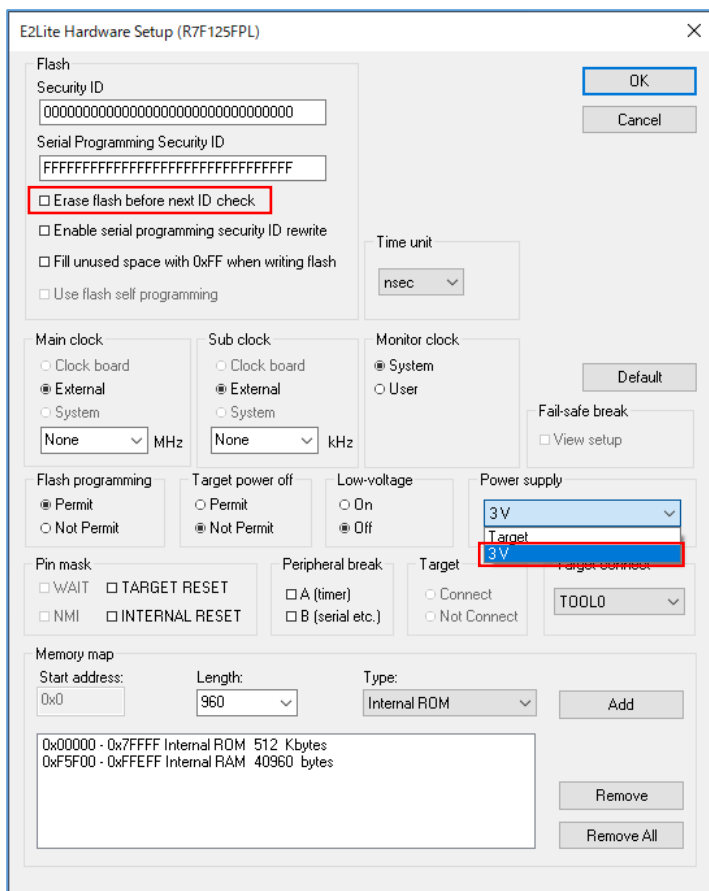 E2Lite Hardware Setup (R7F125FPL)
Flash
Security ID
00000000000000000000000000000000
Serial Programming Security ID
FFFFFFFFFFFFFFFFFFFFFFFFFFFFFFFF
Erase flash before next ID check
Enable serial programming security ID rewrite
Fill unused space with 0xFF when writing flash
Use flash self programming
OK
Cancel
Time unit
nsec
Main clock
Clock board
External
System
None MHz
Sub clock
Clock board
External
System
None kHz
Monitor clock
System
User
Default
Fail-safe break
View setup
Flash programming
Permit
Not Permit
Target power off
Permit
Not Permit
Low-voltage
On
Off
Power supply
3 V
Target
3 V
Pin mask
WAIT TARGET RESET
NMI INTERNAL RESET
Peripheral break
A (timer)
B (serial etc.)
Target
Connect
Not Connect
Target connect
TOOL0
Memory map
Start address: Length: Type:
0x0 960 Internal ROM Add
0x00000 - 0x7FFFF Internal ROM 512 Kbytes
0xF5F00 - 0xFFEFF Internal RAM 40960 bytes
Remove
Remove All